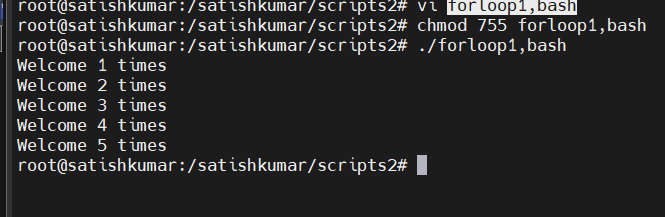 root@satishkumar:/satishkumar/scripts2# vi forloop1,bash
root@satishkumar:/satishkumar/scripts2# chmod 755 forloop1,bash
root@satishkumar:/satishkumar/scripts2# ./forloop1,bash
Welcome 1 times
Welcome 2 times
Welcome 3 times
Welcome 4 times
Welcome 5 times
root@satishkumar:/satishkumar/scripts2#